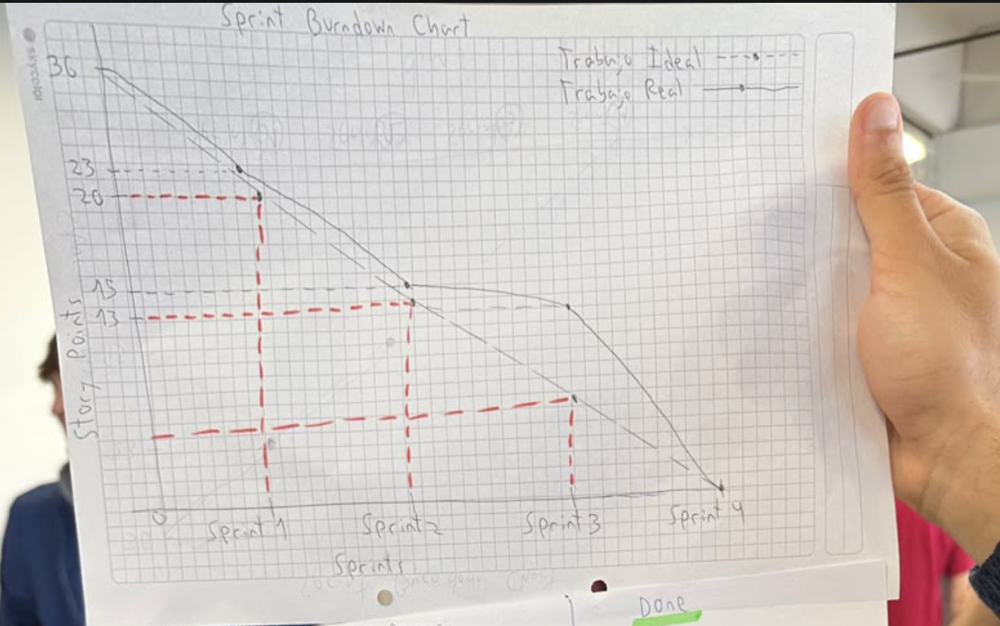 Sprint Burndown Chart
skycolor
Trabajo Ideal
Trabajo Real
36
23
20
15
13
Story Points
0
Sprint 1
Sprint 2
Sprint 3
Sprint 4
Sprints
Done